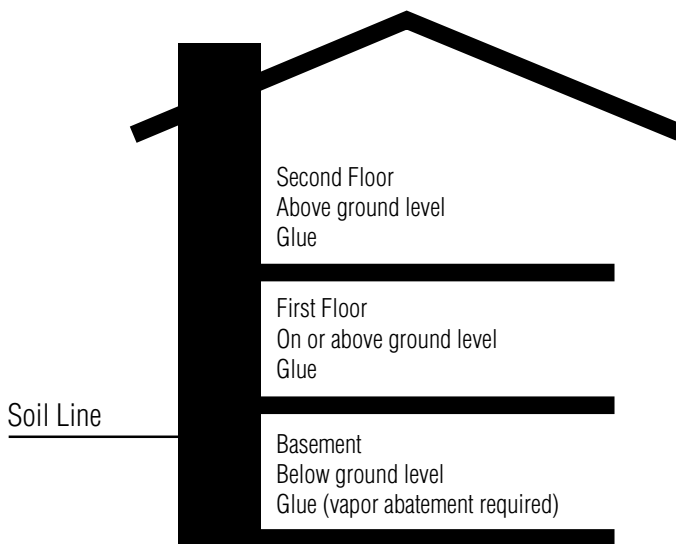 Second Floor
Above ground level
Glue
First Floor
On or above ground level
Glue
Soil Line
Basement
Below ground level
Glue (vapor abatement required)